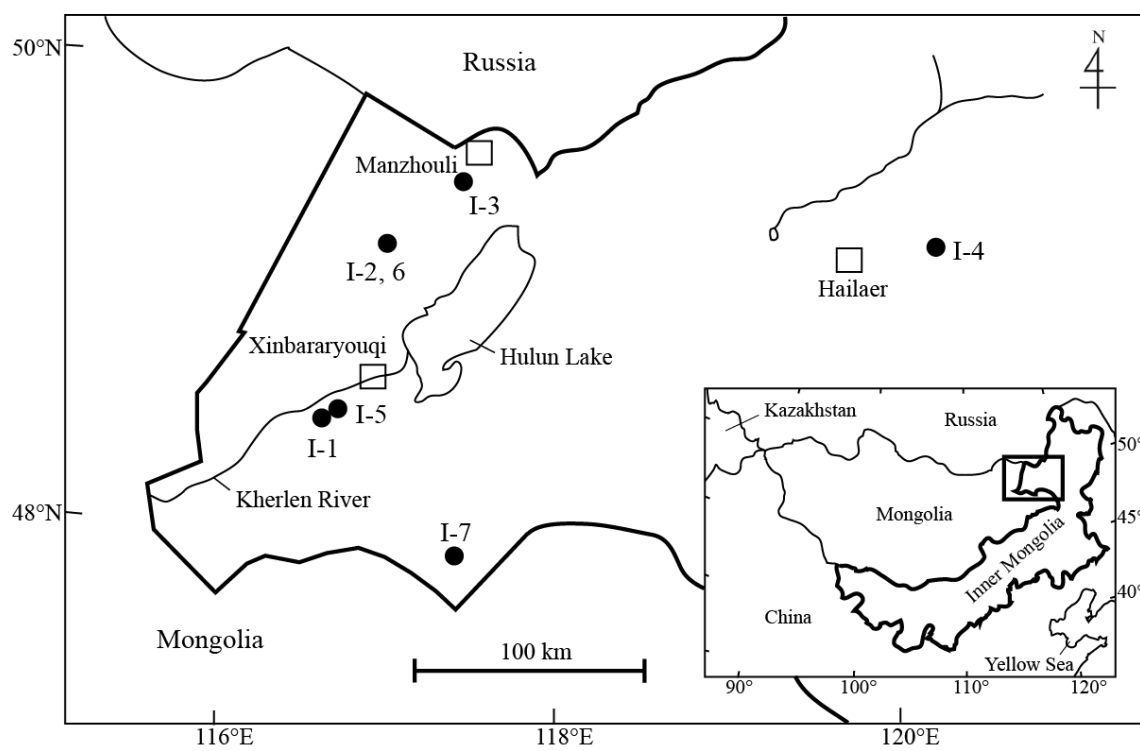 50°N
Russia
N
Manzhouli
I-3
I-2, 6
I-4
Hailaer
Xinbararyouqi
Hulun Lake
I-5
I-1
Kherlen River
48°N
I-7
Mongolia
100 km
116°E
118°E
120°E
Kazakhstan
Russia
50°
Mongolia
45°
Inner Mongolia
40°
China
Yellow Sea
90°
100°
110°
120°